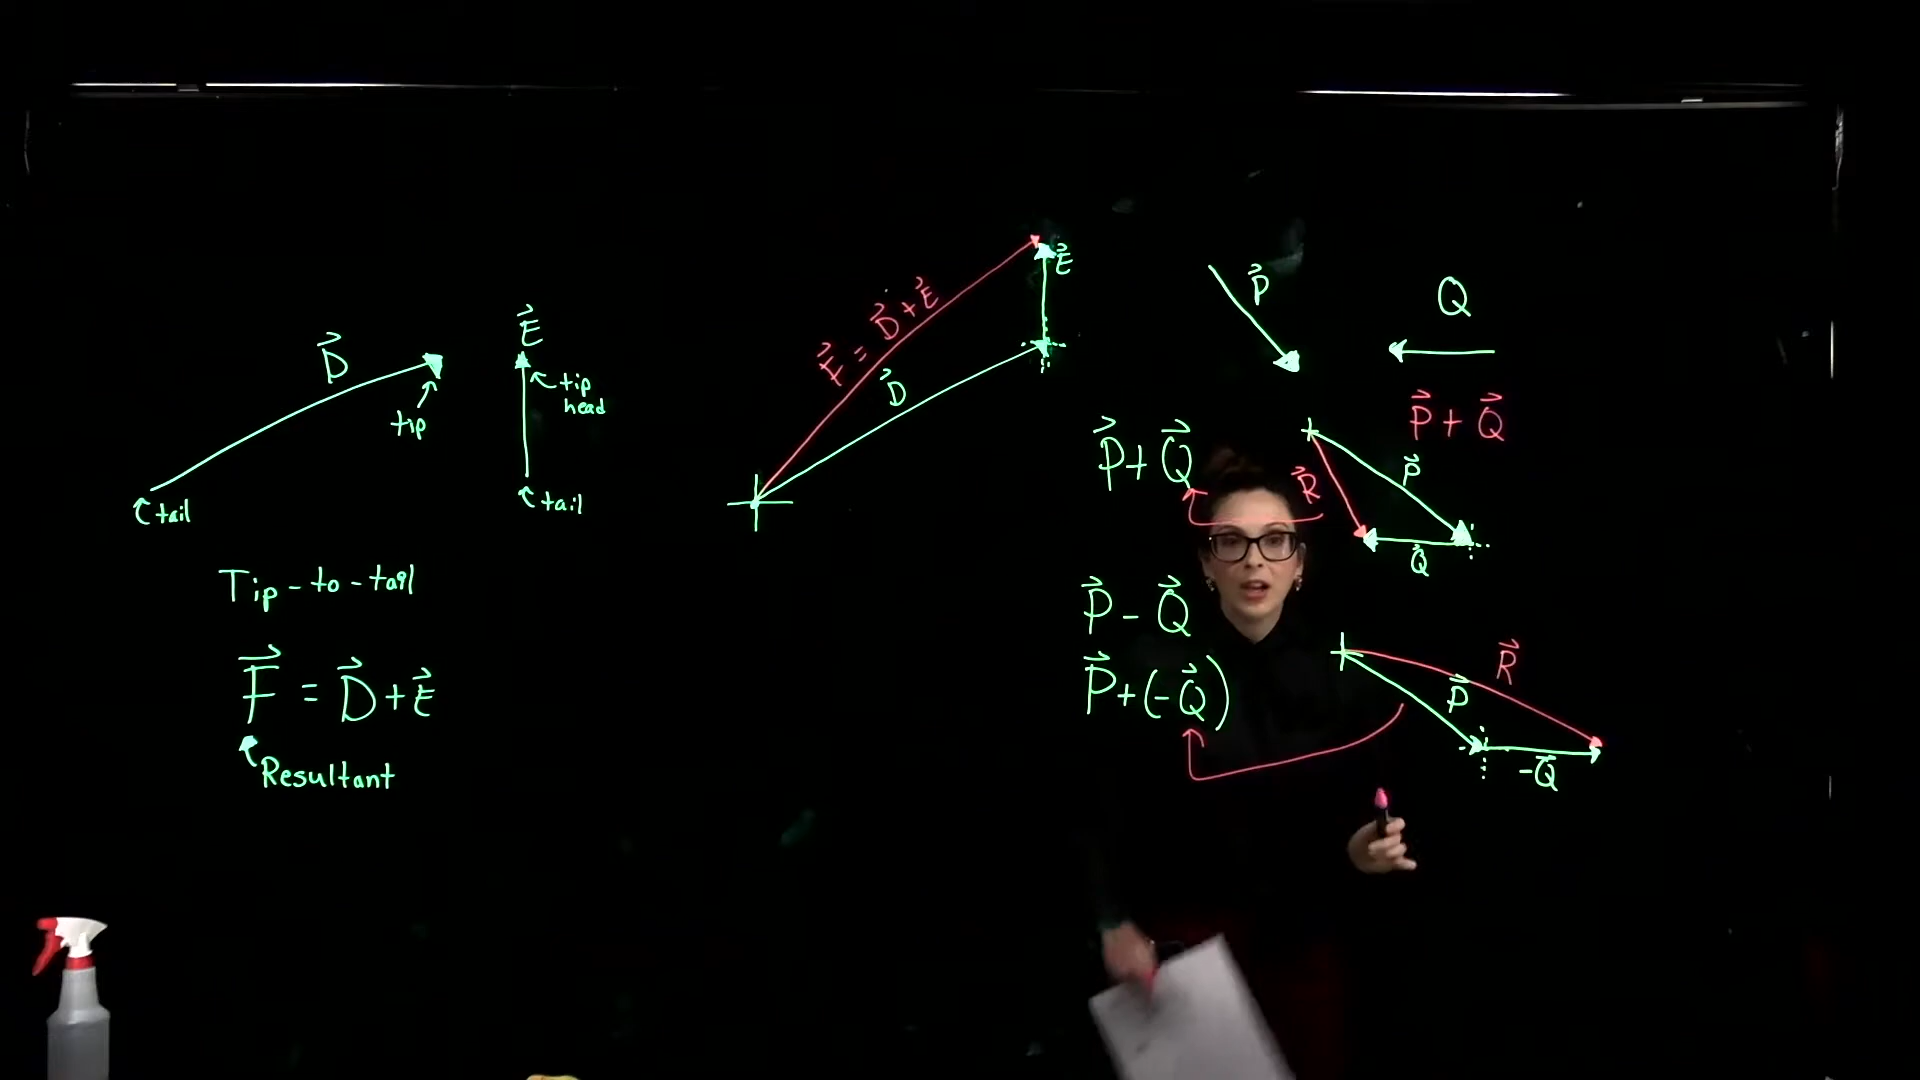 D⃗
tip
tail
E⃗
tip
head
tail
Tip-to-tail
F⃗ = D⃗ + E⃗
Resultant
F⃗ = D⃗ + E⃗
D⃗
E⃗
P⃗
Q
P⃗ + Q⃗
P⃗ + Q⃗
R⃗
P⃗
Q⃗
P⃗ - Q⃗
P⃗ + (-Q⃗)
R⃗
P⃗
-Q⃗